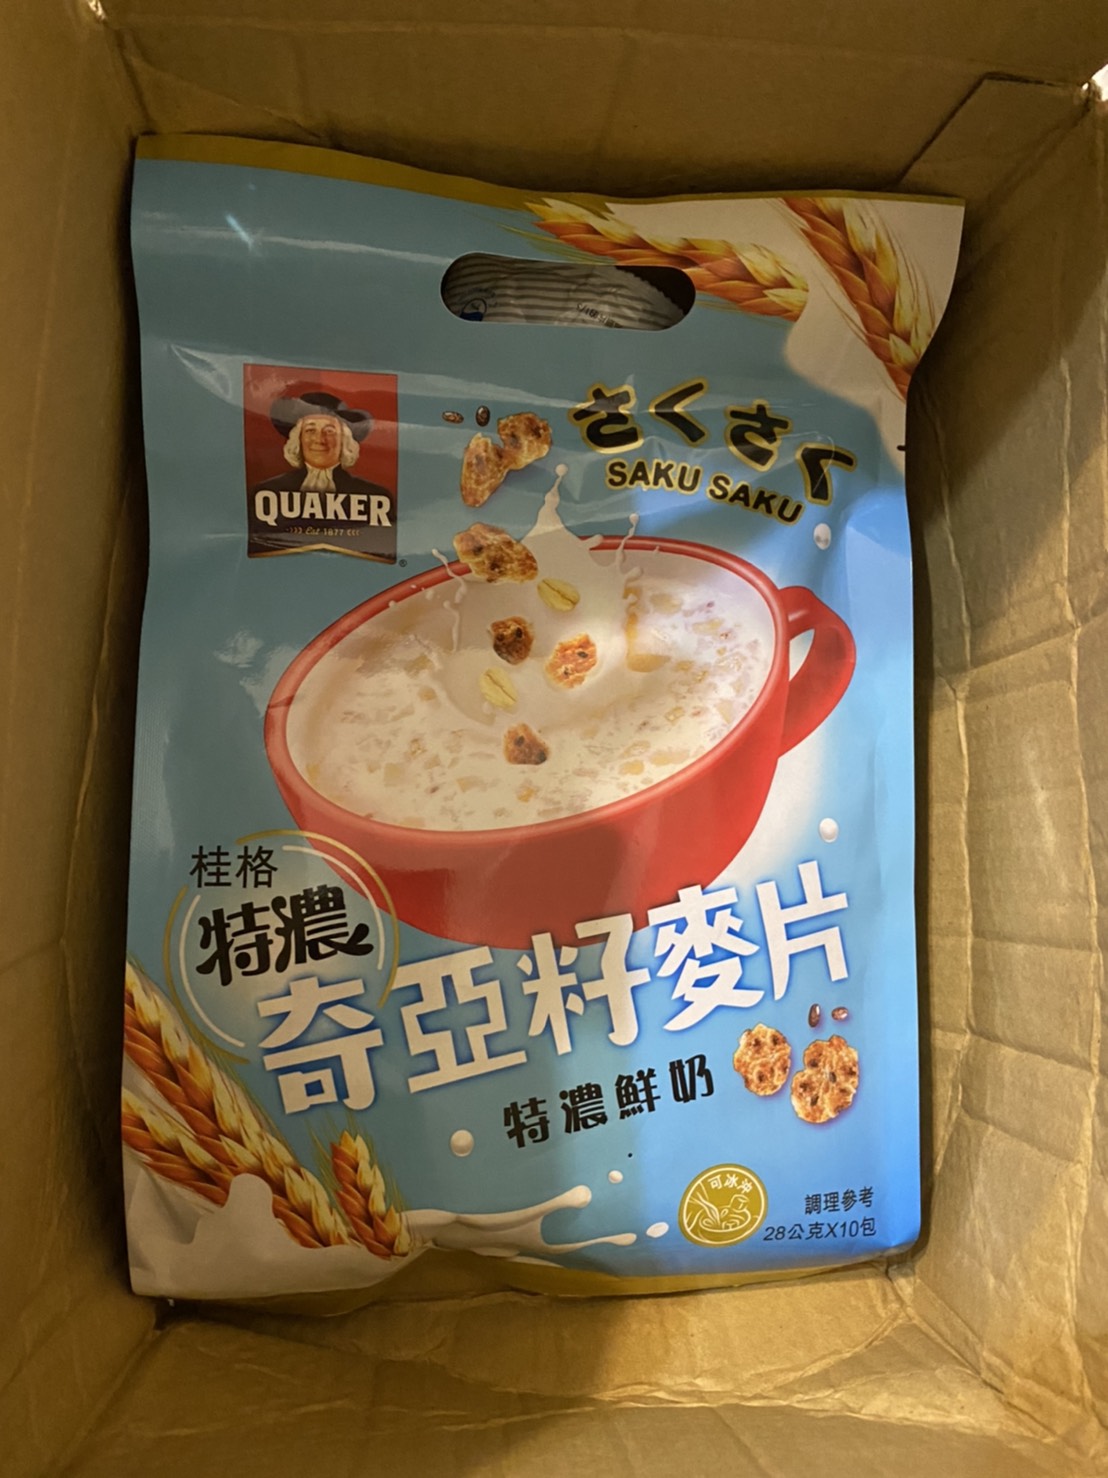 さくさく
SAKU SAKU
QUAKER
Est 1877
桂格
特濃
奇亞籽麥片
特濃鮮奶
可冰沖
調理參考
28公克X10包